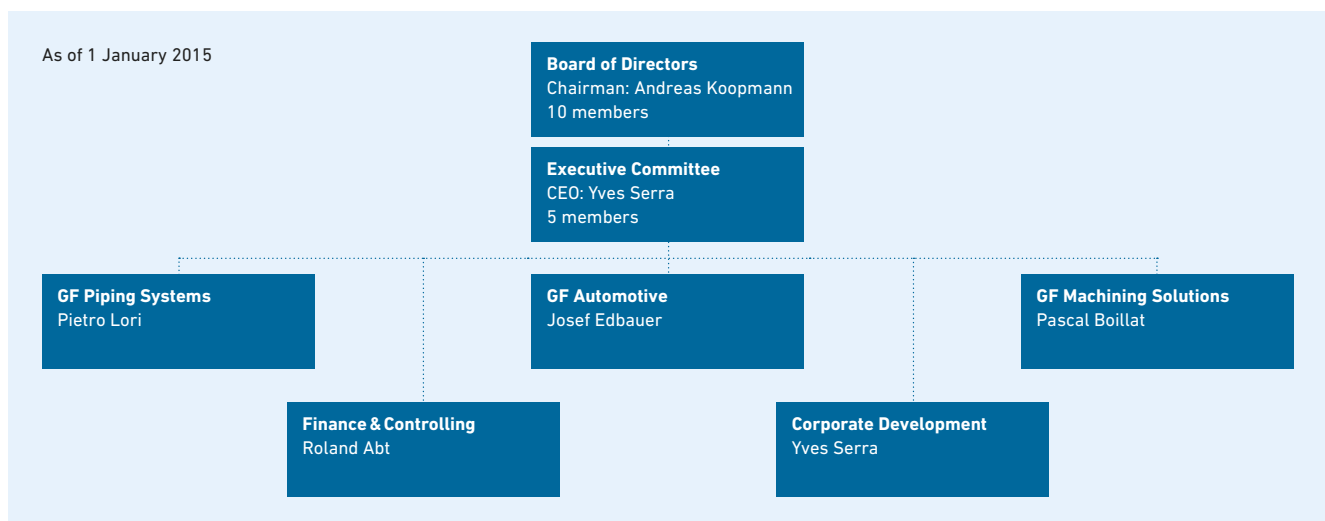 As of 1 January 2015
Board of Directors
Chairman: Andreas Koopmann
10 members
Executive Committee
CEO: Yves Serra
5 members
GF Piping Systems
Pietro Lori
GF Automotive
Josef Edbauer
GF Machining Solutions
Pascal Boillat
Finance & Controlling
Roland Abt
Corporate Development
Yves Serra